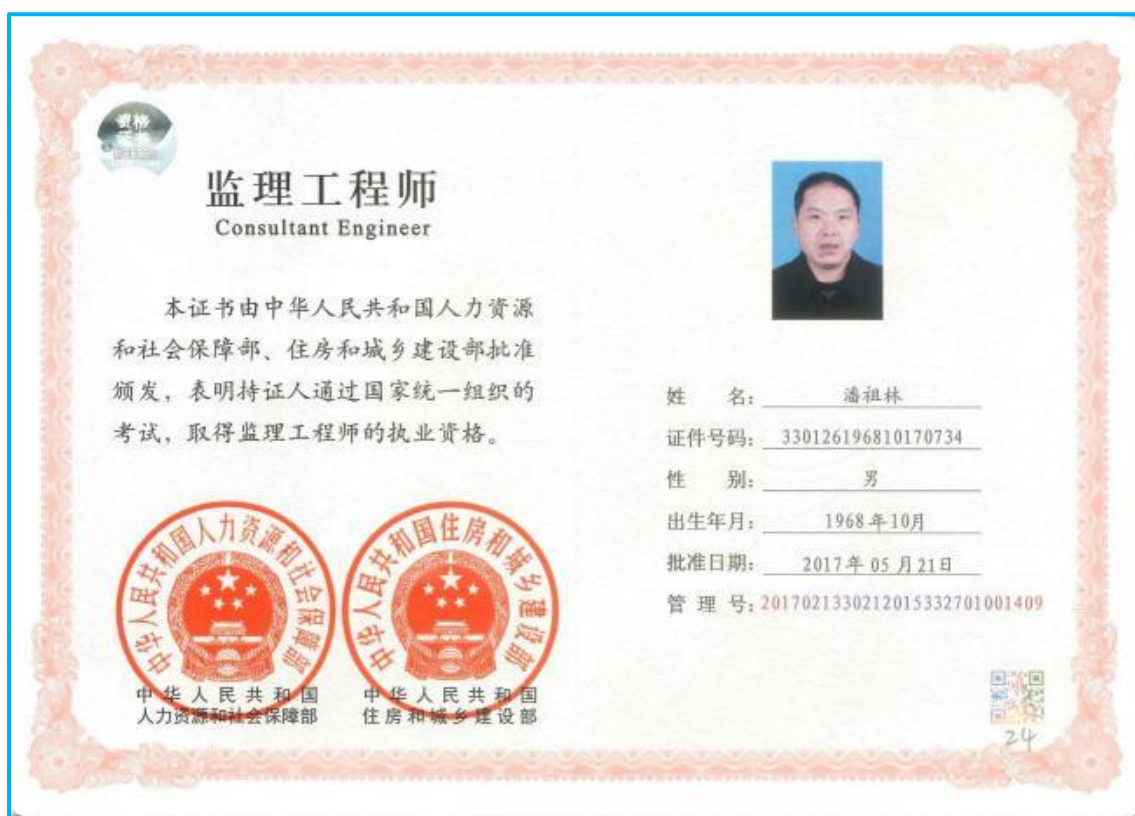 资格
证书
监理工程师
Consultant Engineer
本证书由中华人民共和国人力资源
和社会保障部、住房和城乡建设部批准
颁发，表明持证人通过国家统一组织的
考试，取得监理工程师的执业资格。
中华人民共和国人力资源和社会保障部
中华人民共和国住房和城乡建设部
中华人民共和国
人力资源和社会保障部
中华人民共和国
住房和城乡建设部
姓 名：潘祖林
证件号码：330126196810170734
性 别：男
出生年月：1968年10月
批准日期：2017年05月21日
管 理 号：2017021330212015332701001409
24